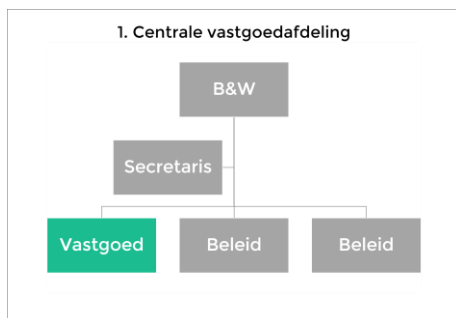 1. Centrale vastgoedafdeling
B&W
Secretaris
Vastgoed
Beleid
Beleid